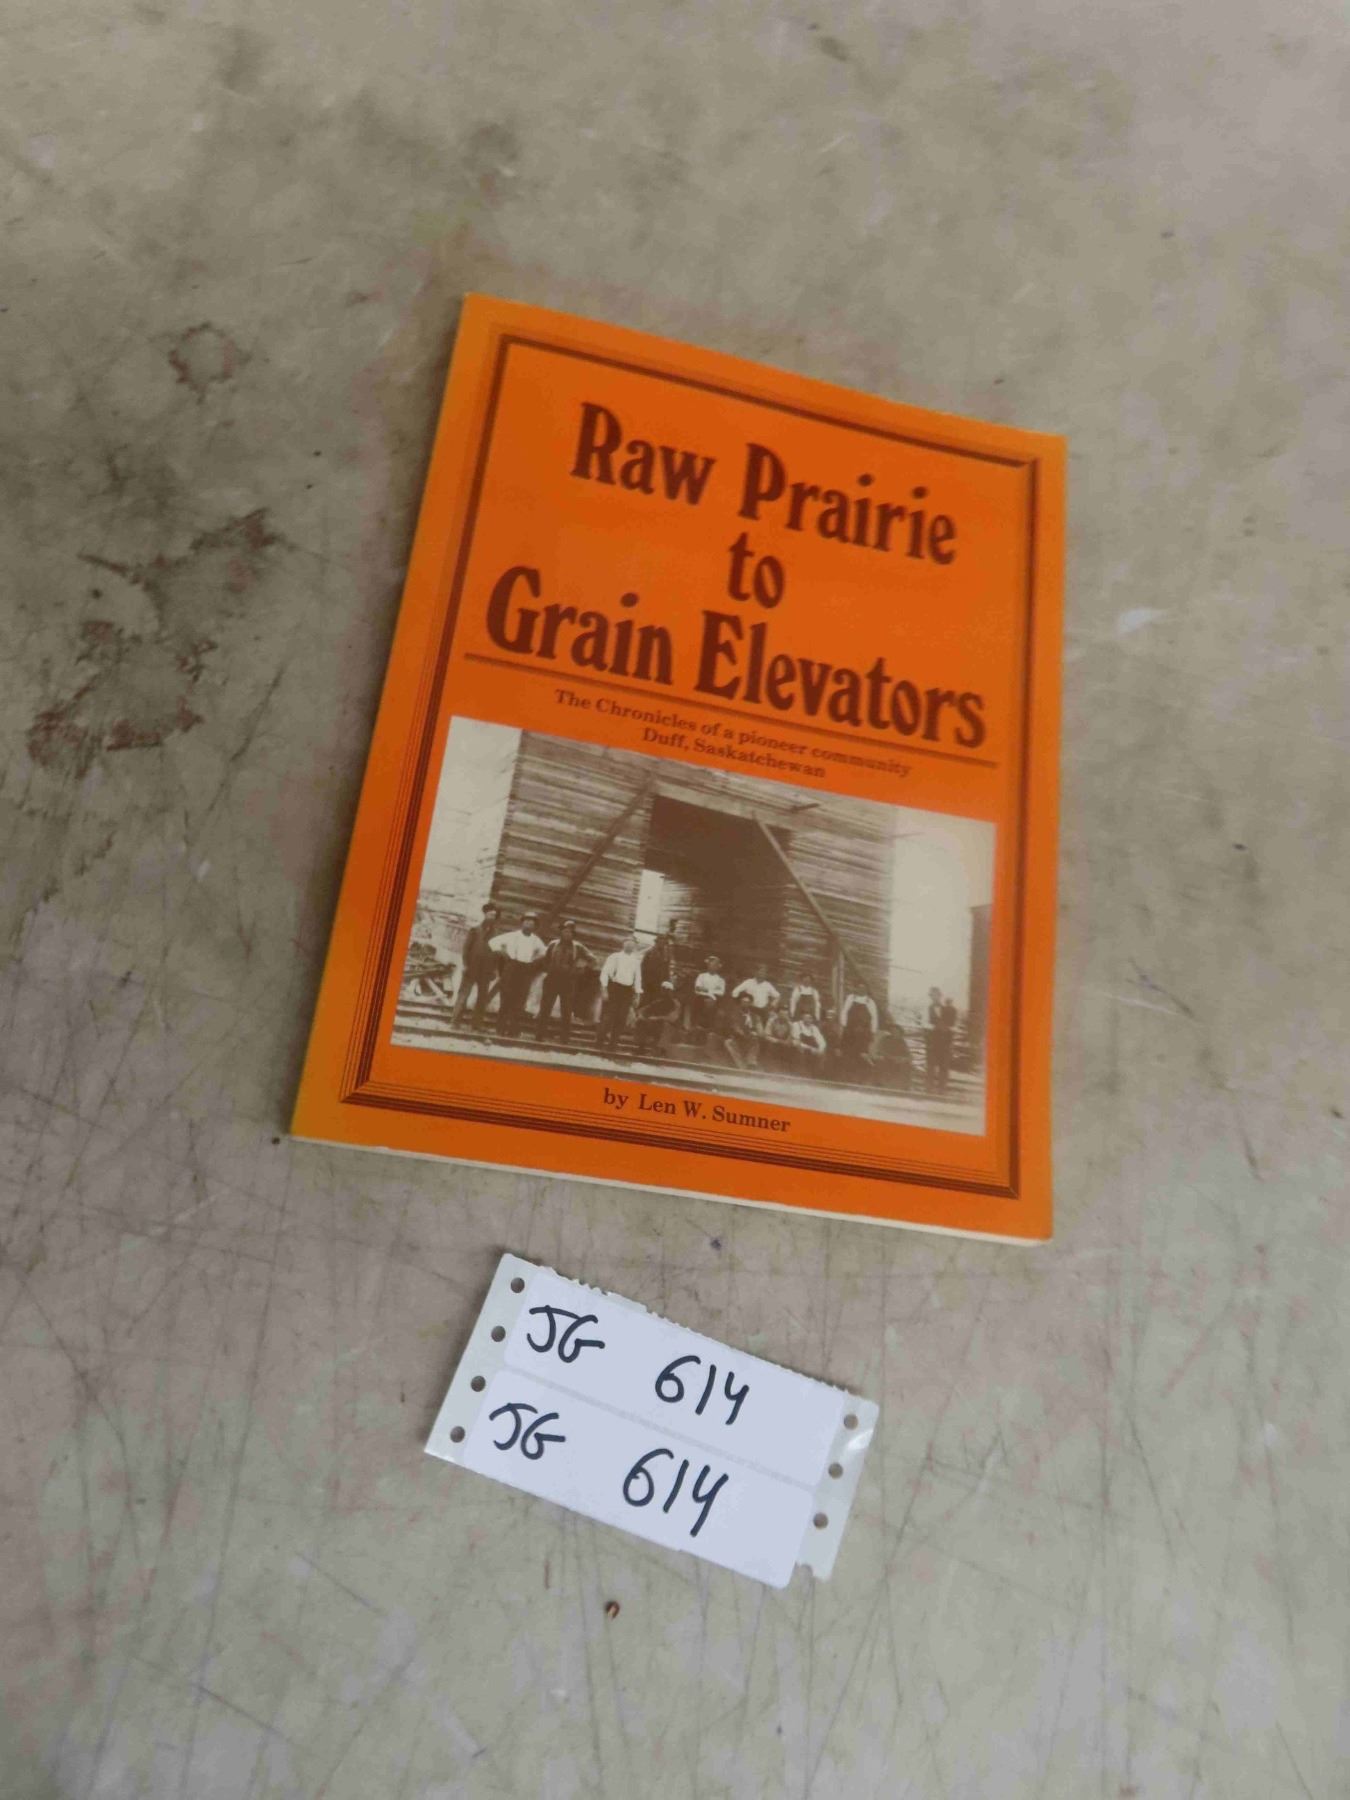 Raw Prairie
to
Grain Elevators
The Chronicles of a pioneer community
Duff, Saskatchewan
by Len W. Sumner
JG 614
JG 614